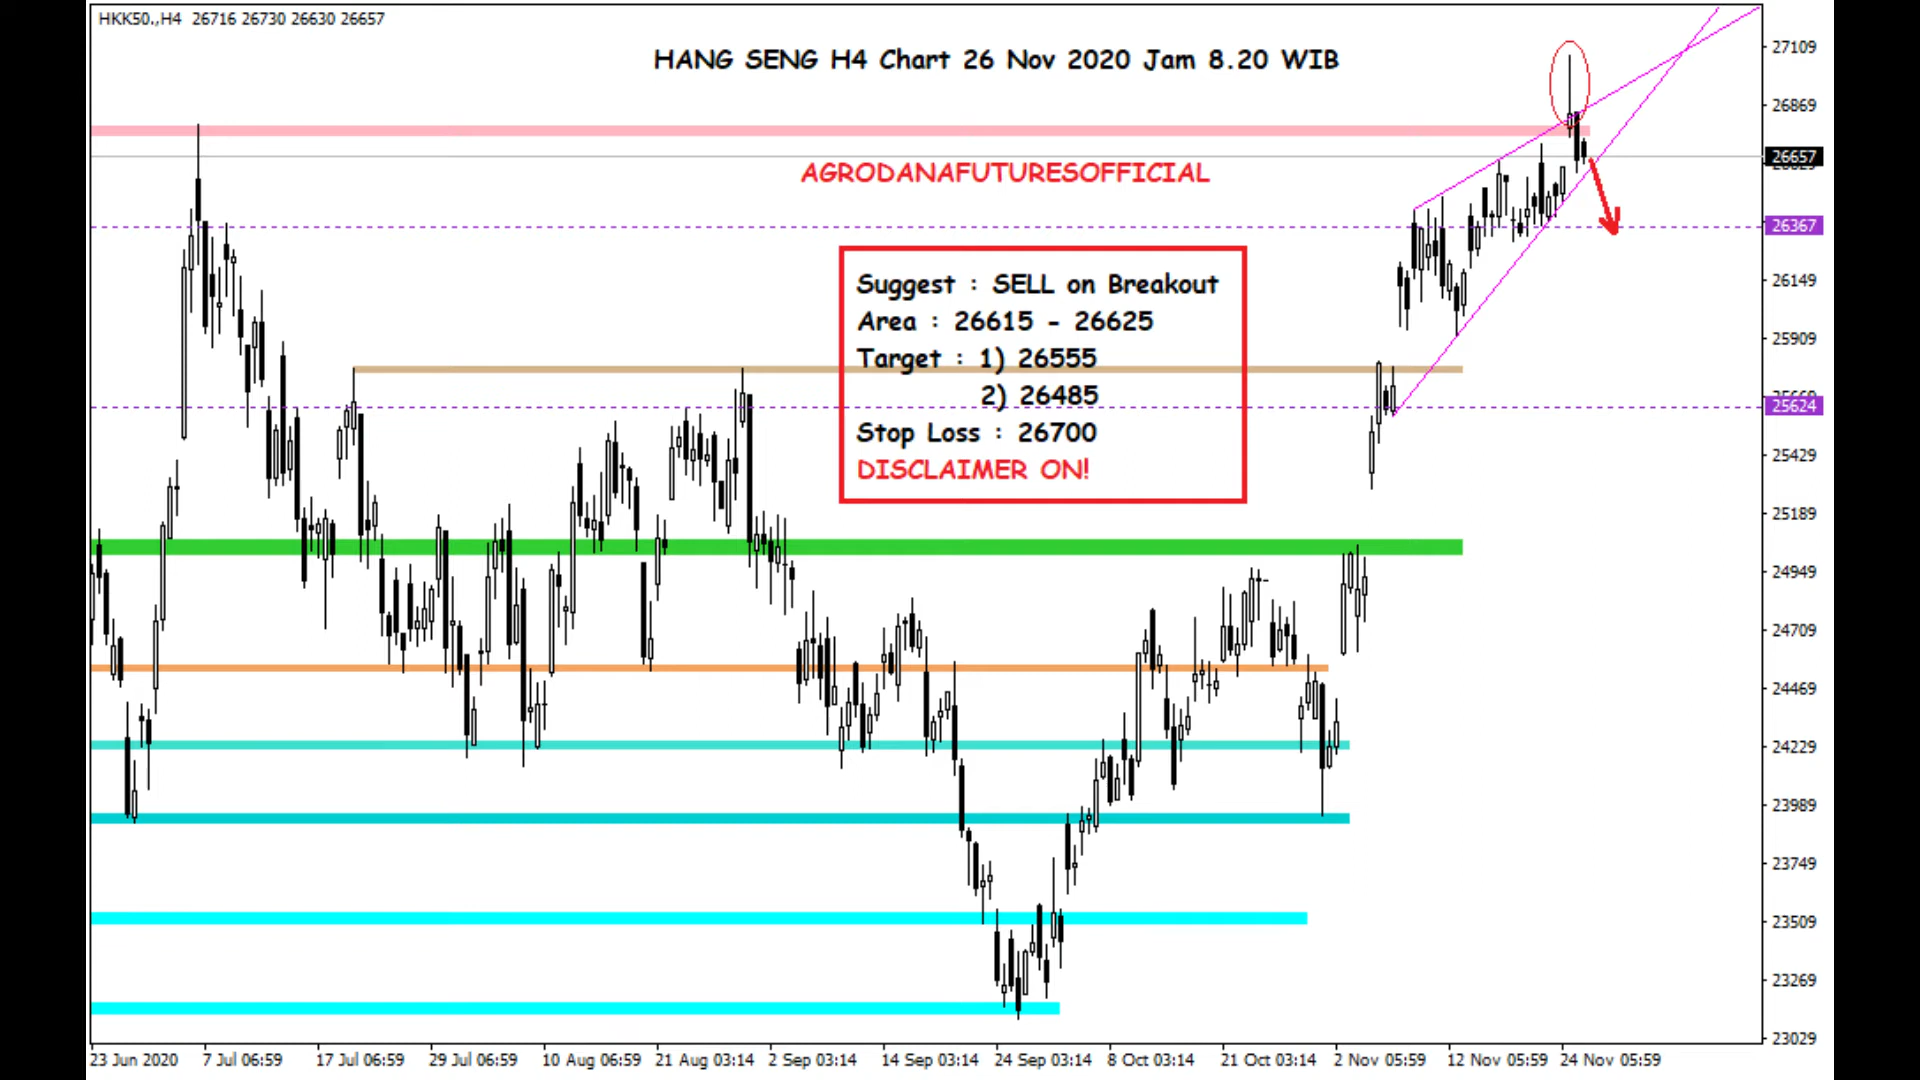 HKK50.,H4 26716 26730 26630 26657
HANG SENG H4 Chart 26 Nov 2020 Jam 8.20 WIB
27109
26869
AGRODANAFUTURESOFFICIAL
26657
26367
26149
25909
25624
25429
25189
24949
24709
24469
24229
23989
23749
23509
23269
23029
Suggest : SELL on Breakout
Area : 26615 - 26625
Target : 1) 26555
2) 26485
Stop Loss : 26700
DISCLAIMER ON!
23 Jun 2020 7 Jul 06:59 17 Jul 06:59 29 Jul 06:59 10 Aug 06:59 21 Aug 03:14 2 Sep 03:14 14 Sep 03:14 24 Sep 03:14 8 Oct 03:14 21 Oct 03:14 2 Nov 05:59 12 Nov 05:59 24 Nov 05:59